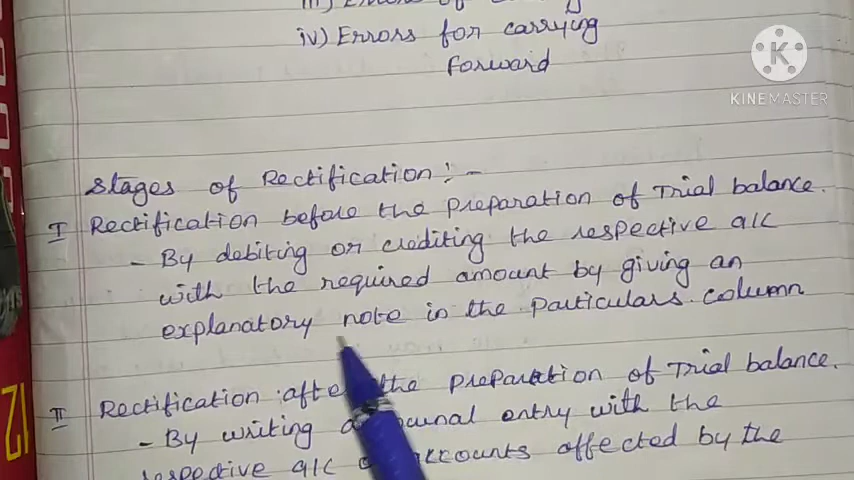 iv) Errors for carrying
forward
K
KINEMASTER
Stages of Rectification :-
I Rectification before the preparation of Trial balance.
- By debiting or crediting the respective a/c
with the required amount by giving an
explanatory note in the particulars column
II Rectification after the preparation of Trial balance.
- By writing a journal entry with the
respective a/c accounts affected by the
12